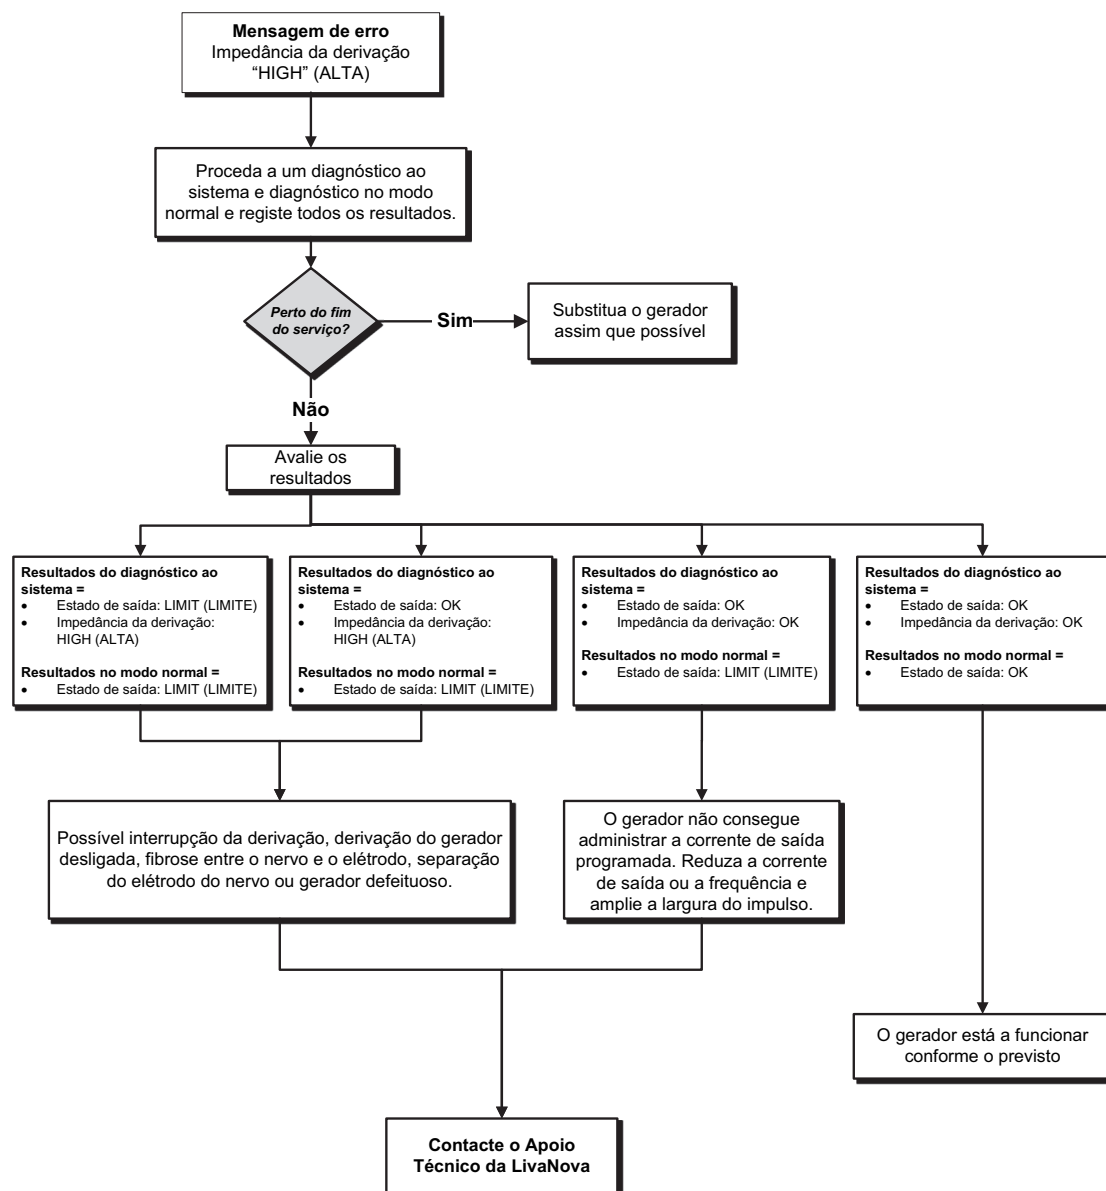 Mensagem de erro
Impedância da derivação
“HIGH” (ALTA)
Proceda a um diagnóstico ao
sistema e diagnóstico no modo
normal e registe todos os resultados.
Perto do fim
do serviço?
Sim
Substitua o gerador
assim que possível
Não
Avalie os
resultados
Resultados do diagnóstico ao
sistema =
• Estado de saída: LIMIT (LIMITE)
• Impedância da derivação:
HIGH (ALTA)
Resultados no modo normal =
• Estado de saída: LIMIT (LIMITE)
Resultados do diagnóstico ao
sistema =
• Estado de saída: OK
• Impedância da derivação:
HIGH (ALTA)
Resultados no modo normal =
• Estado de saída: LIMIT (LIMITE)
Resultados do diagnóstico ao
sistema =
• Estado de saída: OK
• Impedância da derivação: OK
Resultados no modo normal =
• Estado de saída: LIMIT (LIMITE)
Resultados do diagnóstico ao
sistema =
• Estado de saída: OK
• Impedância da derivação: OK
Resultados no modo normal =
• Estado de saída: OK
Possível interrupção da derivação, derivação do gerador
desligada, fibrose entre o nervo e o elétrodo, separação
do elétrodo do nervo ou gerador defeituoso.
O gerador não consegue
administrar a corrente de saída
programada. Reduza a corrente
de saída ou a frequência e
amplie a largura do impulso.
O gerador está a funcionar
conforme o previsto
Contacte o Apoio
Técnico da LivaNova